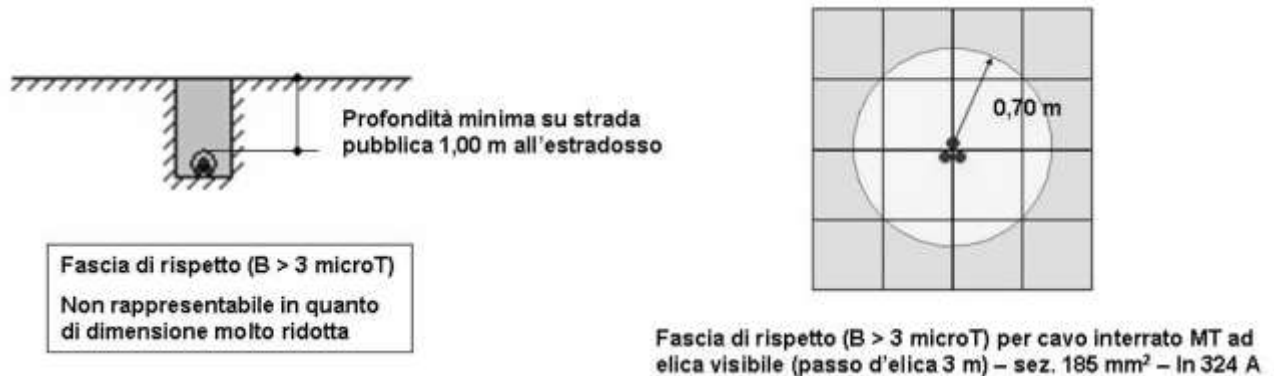 Profondità minima su strada
pubblica 1,00 m all'estradosso
Fascia di rispetto (B > 3 microT)
Non rappresentabile in quanto
di dimensione molto ridotta
0,70 m
Fascia di rispetto (B > 3 microT) per cavo interrato MT ad
elica visibile (passo d'elica 3 m) – sez. 185 mm² – In 324 A